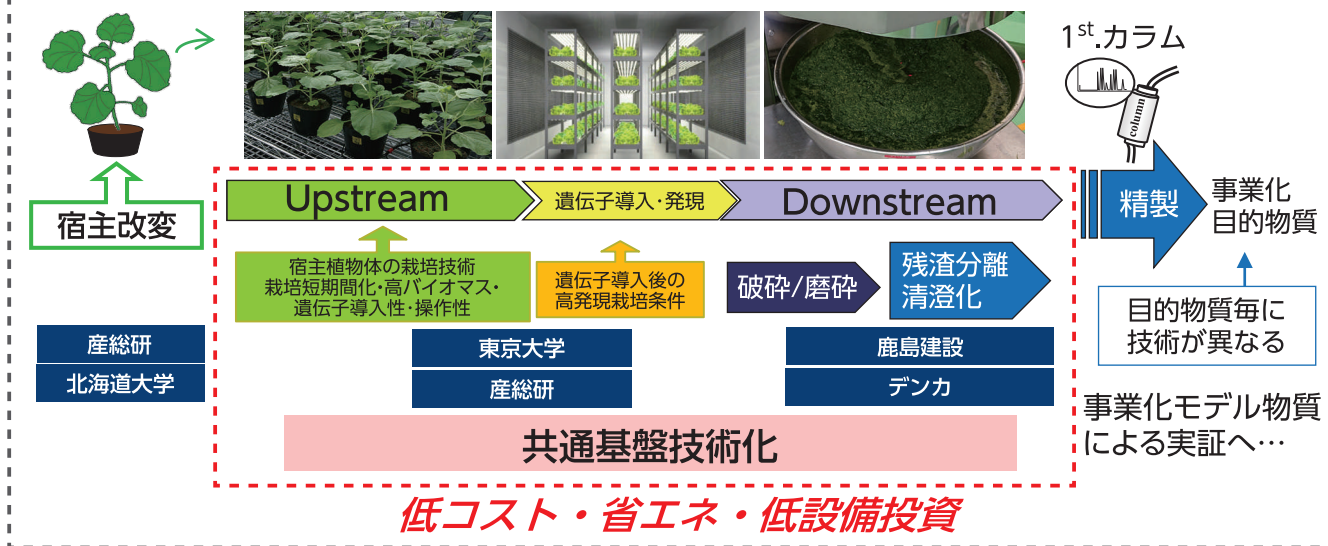 1st.カラム
column
宿主改変
Upstream
遺伝子導入・発現
Downstream
精製
事業化
目的物質
宿主植物体の栽培技術
栽培短期間化・高バイオマス・
遺伝子導入性・操作性
遺伝子導入後の
高発現栽培条件
破砕/磨砕
残渣分離
清澄化
目的物質毎に
技術が異なる
産総研
北海道大学
東京大学
産総研
鹿島建設
デンカ
事業化モデル物質
による実証へ…
共通基盤技術化
低コスト・省エネ・低設備投資